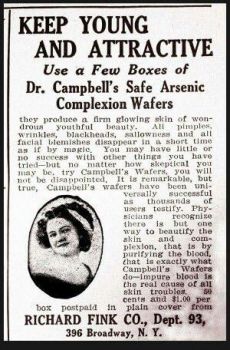 KEEP YOUNG
AND ATTRACTIVE
Use a Few Boxes of
Dr. Campbell's Safe Arsenic
Complexion Wafers
they produce a firm glowing skin of won-
drous youthful beauty. All pimples,
wrinkles, blackheads, sallowness and all
facial blemishes disappear in a short time
as if by magic. You may have little or
no success with other things you have
tried—but no matter how skeptical you
may be, try Campbell's Wafers, you will
not be disappointed. It is remarkable, but
true, Campbell's wafers have been uni-
versally successful
as thousands of
users testify. Phy-
sicians recognize
there is but one
way to beautify the
skin and com-
plexion, that is by
purifying the blood,
that is exactly what
Campbell's Wafers
do—impure blood is
the real cause of all
skin troubles. 50
cents and $1.00 per
box postpaid in plain cover from
RICHARD FINK CO., Dept. 93,
396 Broadway, N. Y.